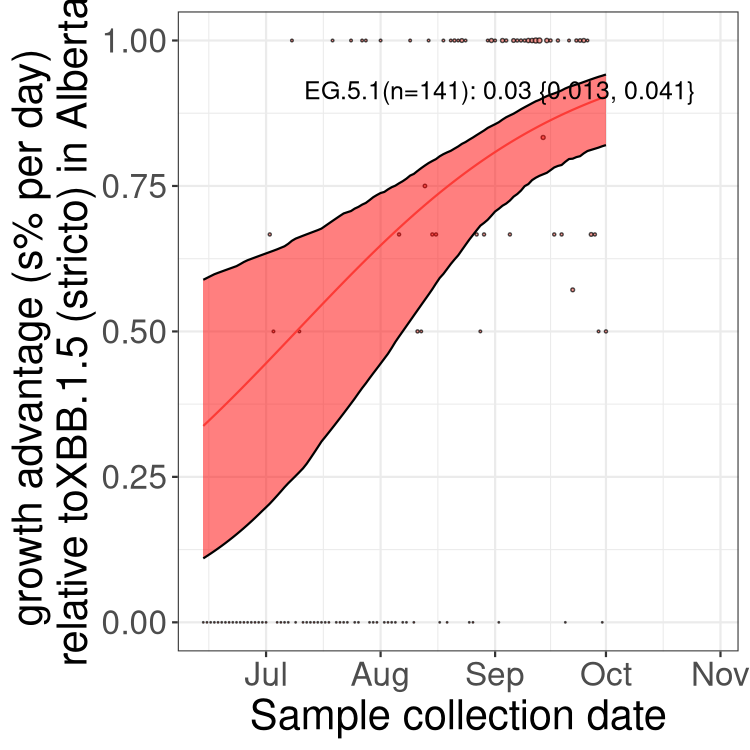 growth advantage (s% per day)
relative toXBB.1.5 (stricto) in Alberta
1.00
0.75
0.50
0.25
0.00
EG.5.1(n=141): 0.03 {0.013, 0.041}
Jul Aug Sep Oct Nov
Sample collection date